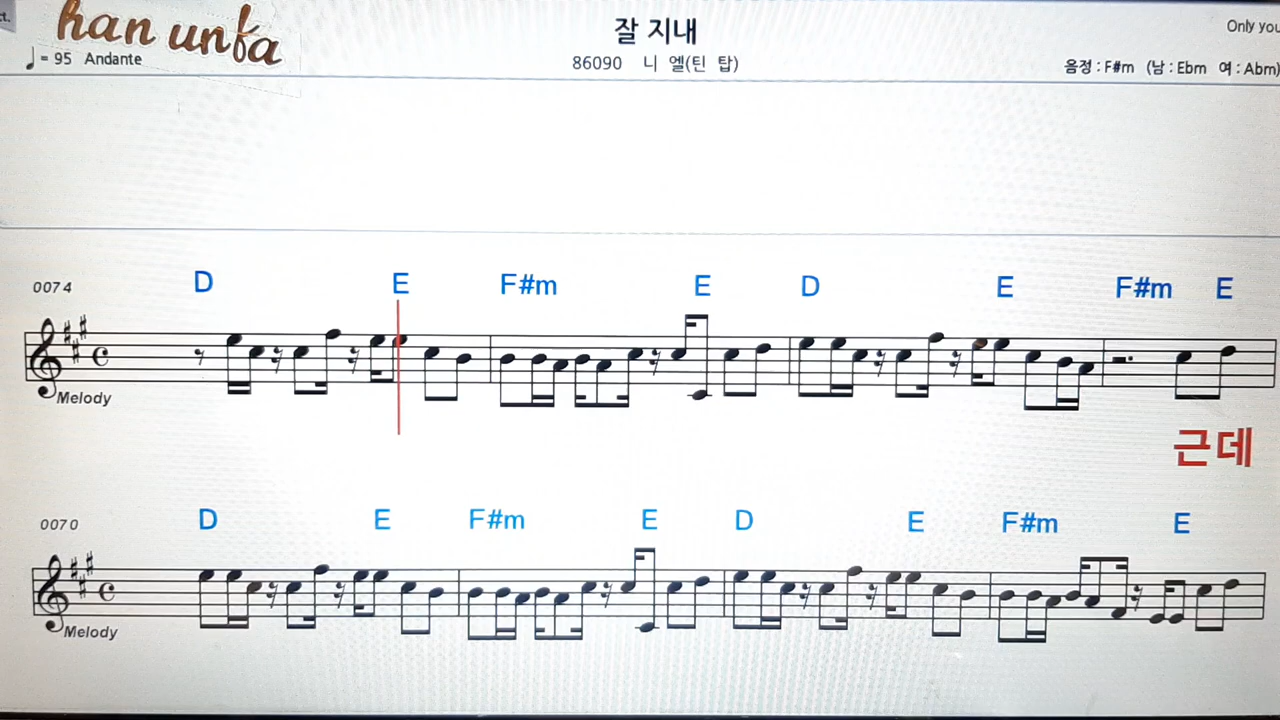 ct.
han unfa
잘 지내
Only you
♩ = 95 Andante
86090 니 엘(틴 탑)
음정 : F#m (남 : Ebm 여 : Abm)
D E F#m E D E F#m E
0074
Melody
근데
D E F#m E D E F#m E
0070
Melody